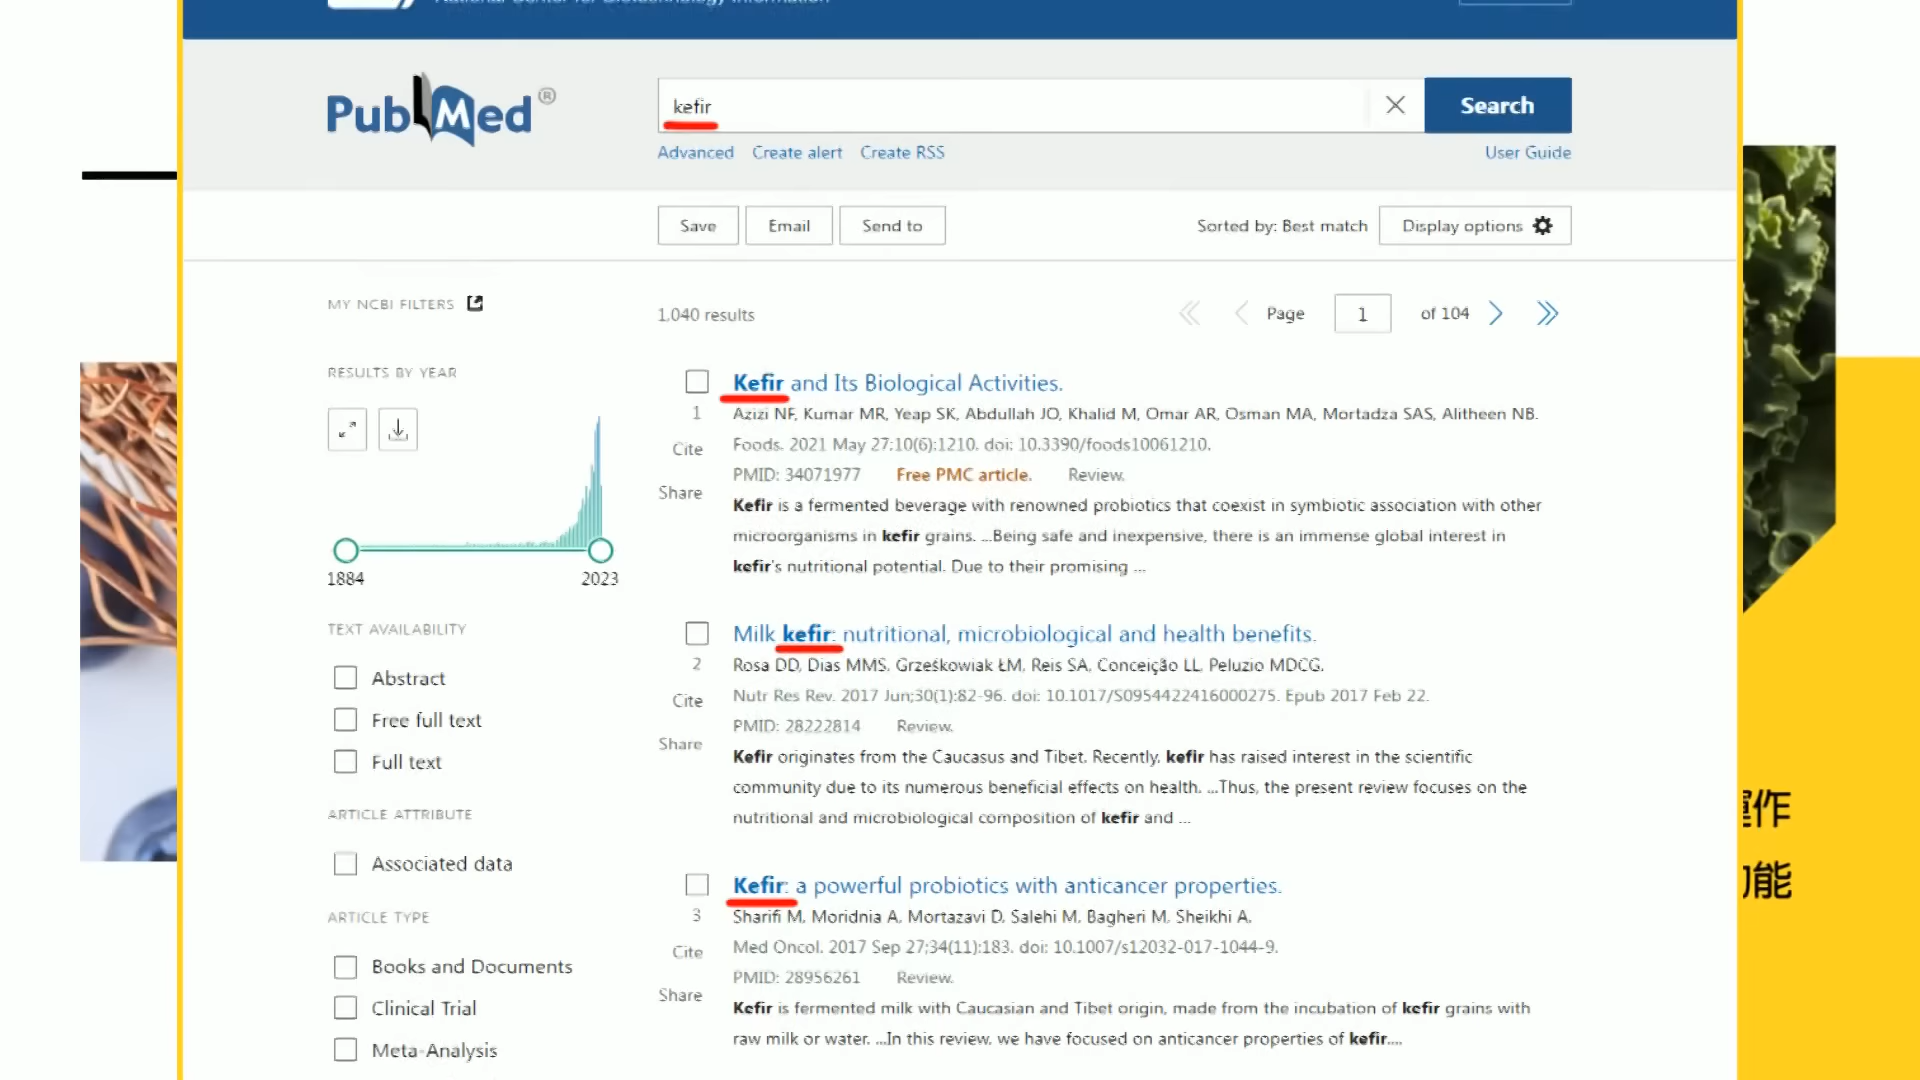 National Center for Biotechnology Information
PubMed®
kefir
Search
Advanced Create alert Create RSS
User Guide
Save Email Send to
Sorted by: Best match
Display options
MY NCBI FILTERS
1,040 results
Page 1 of 104
RESULTS BY YEAR
1884 2023
TEXT AVAILABILITY
Abstract
Free full text
Full text
ARTICLE ATTRIBUTE
Associated data
ARTICLE TYPE
Books and Documents
Clinical Trial
Meta-Analysis
Kefir and Its Biological Activities.
1
Cite
Share
Azizi NF, Kumar MR, Yeap SK, Abdullah JO, Khalid M, Omar AR, Osman MA, Mortadza SAS, Alitheen NB.
Foods. 2021 May 27;10(6):1210. doi: 10.3390/foods10061210.
PMID: 34071977 Free PMC article. Review.
Kefir is a fermented beverage with renowned probiotics that coexist in symbiotic association with other
microorganisms in kefir grains. ...Being safe and inexpensive, there is an immense global interest in
kefir's nutritional potential. Due to their promising ...
Milk kefir: nutritional, microbiological and health benefits.
2
Cite
Share
Rosa DD, Dias MMS, Grześkowiak ŁM, Reis SA, Conceição LL, Peluzio MDCG.
Nutr Res Rev. 2017 Jun;30(1):82-96. doi: 10.1017/S0954422416000275. Epub 2017 Feb 22.
PMID: 28222814 Review.
Kefir originates from the Caucasus and Tibet. Recently, kefir has raised interest in the scientific
community due to its numerous beneficial effects on health. ...Thus, the present review focuses on the
nutritional and microbiological composition of kefir and ...
Kefir: a powerful probiotics with anticancer properties.
3
Cite
Share
Sharifi M, Moridnia A, Mortazavi D, Salehi M, Bagheri M, Sheikhi A.
Med Oncol. 2017 Sep 27;34(11):183. doi: 10.1007/s12032-017-1044-9.
PMID: 28956261 Review.
Kefir is fermented milk with Caucasian and Tibet origin, made from the incubation of kefir grains with
raw milk or water. ...In this review, we have focused on anticancer properties of kefir....
作
能